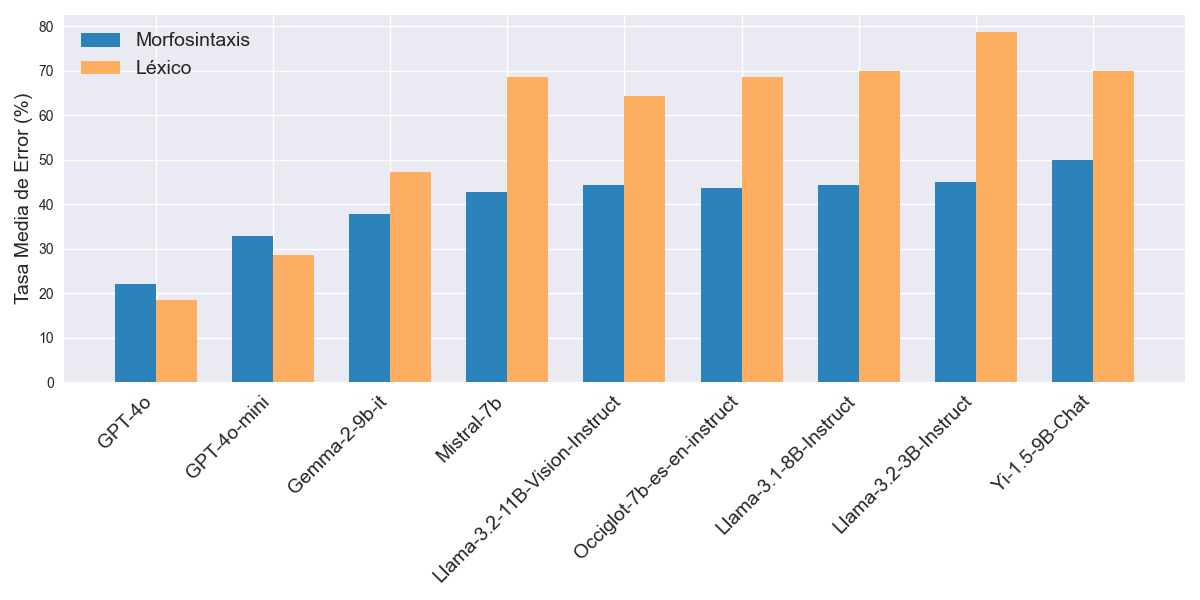 Morfosintaxis
Léxico
Tasa Media de Error (%)
80
70
60
50
40
30
20
10
0
GPT-4o
GPT-4o-mini
Gemma-2-9b-it
Mistral-7b
Llama-3.2-11B-Vision-Instruct
Occiglot-7b-es-en-instruct
Llama-3.1-8B-Instruct
Llama-3.2-3B-Instruct
Yi-1.5-9B-Chat